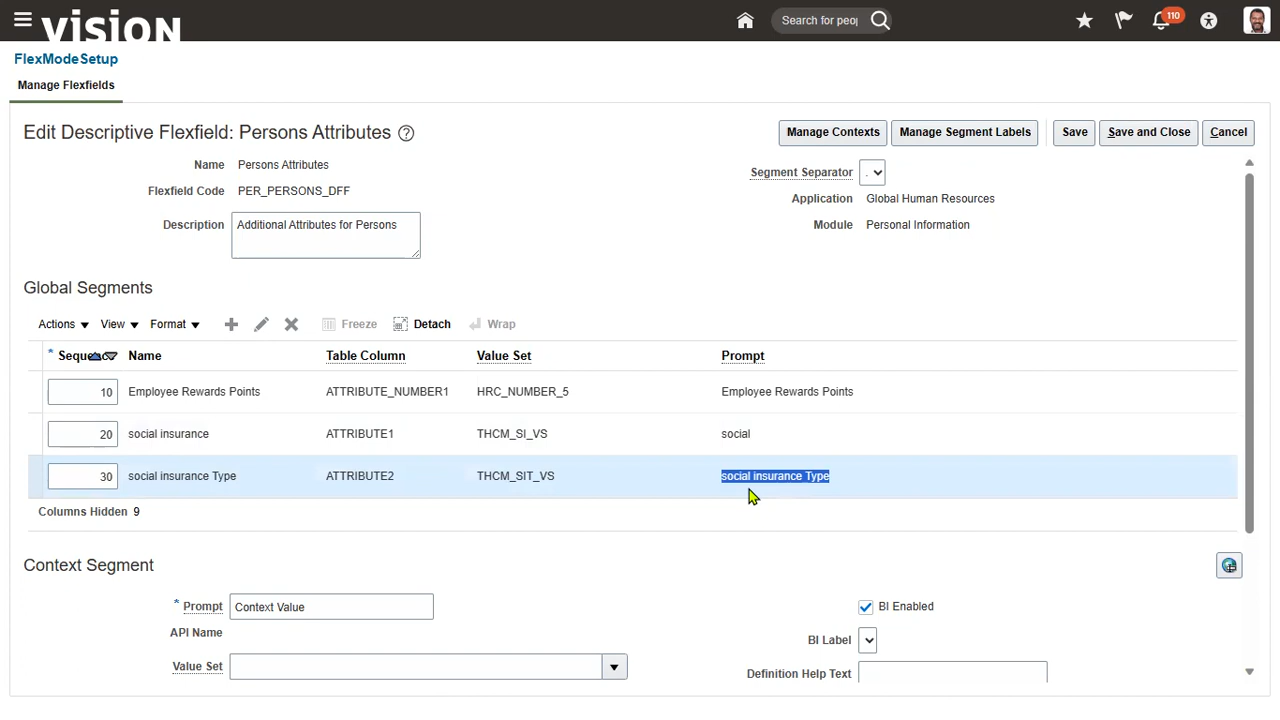 vision
Search for peop
110
FlexModeSetup
Manage Flexfields
Edit Descriptive Flexfield: Persons Attributes
Manage Contexts
Manage Segment Labels
Save
Save and Close
Cancel
Name Persons Attributes
Segment Separator .
Flexfield Code PER_PERSONS_DFF
Application Global Human Resources
Description Additional Attributes for Persons
Module Personal Information
Global Segments
Actions View Format Freeze Detach Wrap
* Sequence Name Table Column Value Set Prompt
10 Employee Rewards Points ATTRIBUTE_NUMBER1 HRC_NUMBER_5 Employee Rewards Points
20 social insurance ATTRIBUTE1 THCM_SI_VS social
30 social insurance Type ATTRIBUTE2 THCM_SIT_VS social insurance Type
Columns Hidden 9
Context Segment
* Prompt Context Value
BI Enabled
API Name
BI Label
Value Set
Definition Help Text